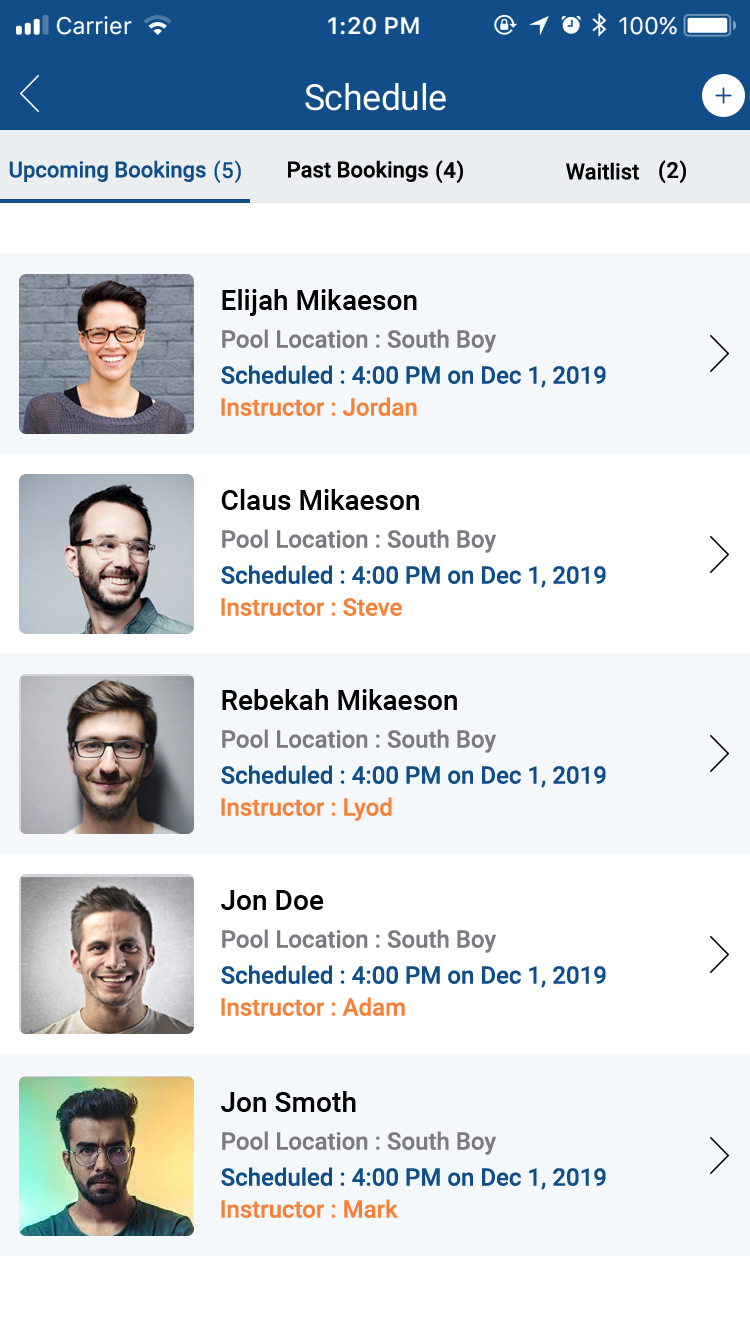 Carrier 1:20 PM 100%
Schedule
Upcoming Bookings (5) Past Bookings (4) Waitlist (2)
Elijah Mikaeson
Pool Location : South Boy
Scheduled : 4:00 PM on Dec 1, 2019
Instructor : Jordan
Claus Mikaeson
Pool Location : South Boy
Scheduled : 4:00 PM on Dec 1, 2019
Instructor : Steve
Rebekah Mikaeson
Pool Location : South Boy
Scheduled : 4:00 PM on Dec 1, 2019
Instructor : Lyod
Jon Doe
Pool Location : South Boy
Scheduled : 4:00 PM on Dec 1, 2019
Instructor : Adam
Jon Smoth
Pool Location : South Boy
Scheduled : 4:00 PM on Dec 1, 2019
Instructor : Mark